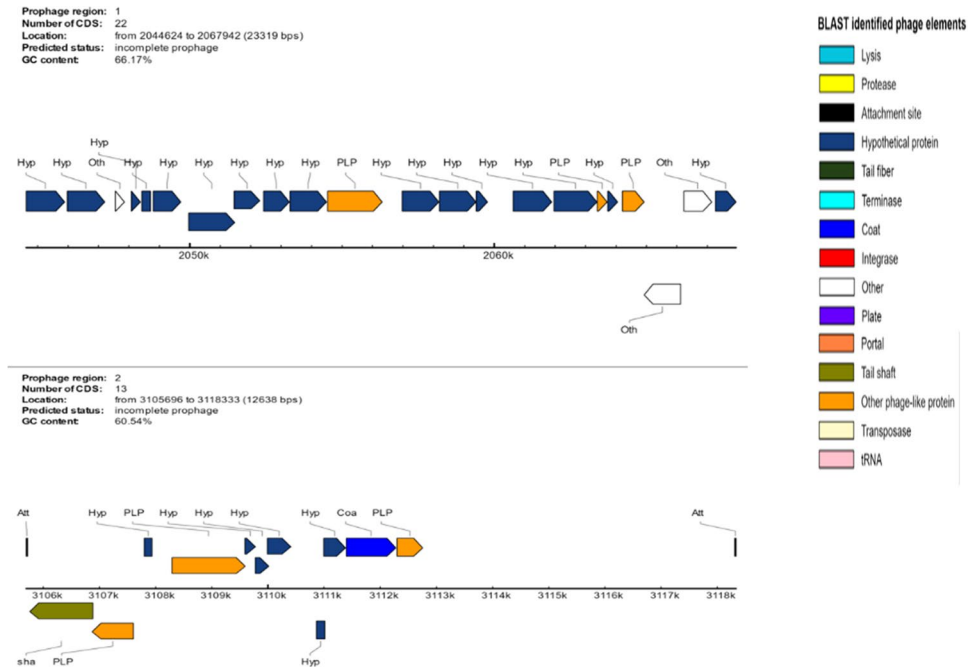 Prophage region: 1
Number of CDS: 22
Location: from 2044624 to 2067942 (23319 bps)
Predicted status: incomplete prophage
GC content: 66.17%
Hyp
Hyp Hyp Oth Hyp Hyp Hyp Hyp Hyp Hyp PLP Hyp Hyp Hyp Hyp Hyp PLP Hyp PLP Oth Hyp
2050k 2060k
Oth
Prophage region: 2
Number of CDS: 13
Location: from 3105696 to 3118333 (12638 bps)
Predicted status: incomplete prophage
GC content: 60.54%
Att Hyp PLP Hyp Hyp Hyp Hyp Coa PLP Att
3106k 3107k 3108k 3109k 3110k 3111k 3112k 3113k 3114k 3115k 3116k 3117k 3118k
sha PLP Hyp
BLAST identified phage elements
Lysis
Protease
Attachment site
Hypothetical protein
Tail fiber
Terminase
Coat
Integrase
Other
Plate
Portal
Tail shaft
Other phage-like protein
Transposase
tRNA